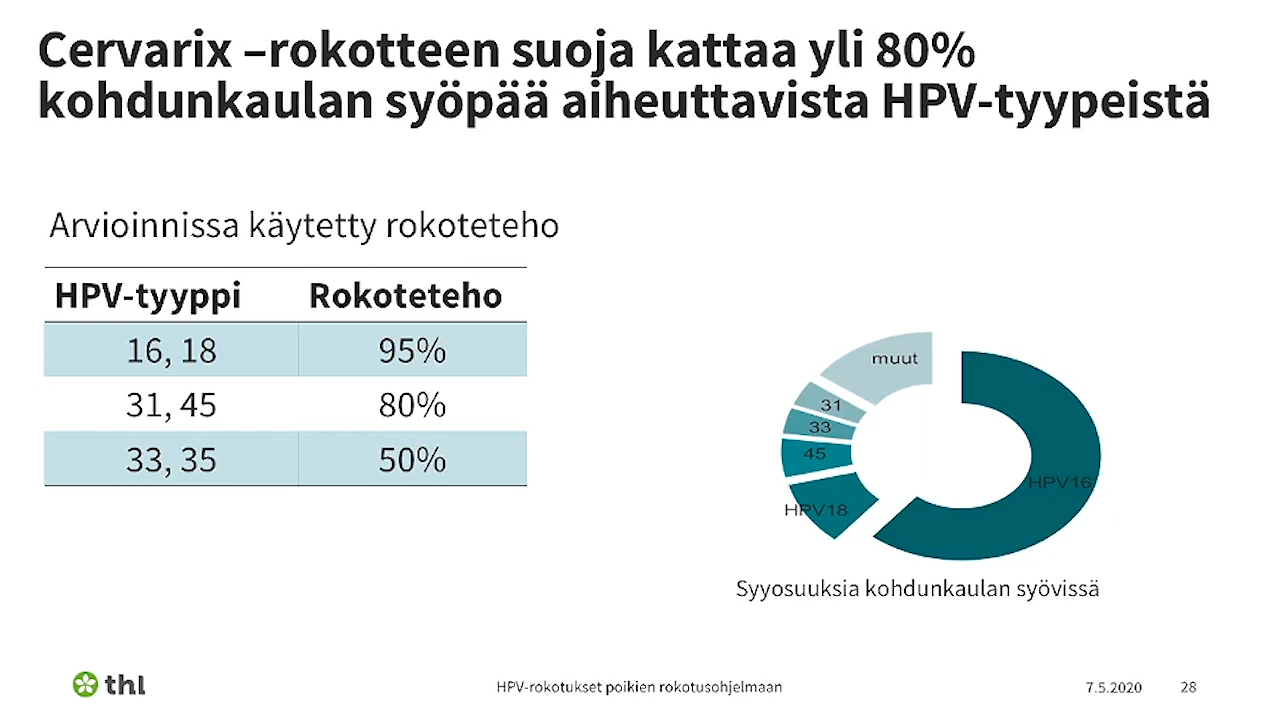 Cervarix –rokotteen suoja kattaa yli 80%
kohdunkaulan syöpää aiheuttavista HPV-tyypeistä
Arvioinnissa käytetty rokoteteho
HPV-tyyppi Rokoteteho
16, 18 95%
31, 45 80%
33, 35 50%
muut
31
33
45
HPV18
HPV16
Syyosuuksia kohdunkaulan syövissä
thl
HPV-rokotukset poikien rokotusohjelmaan
7.5.2020
28